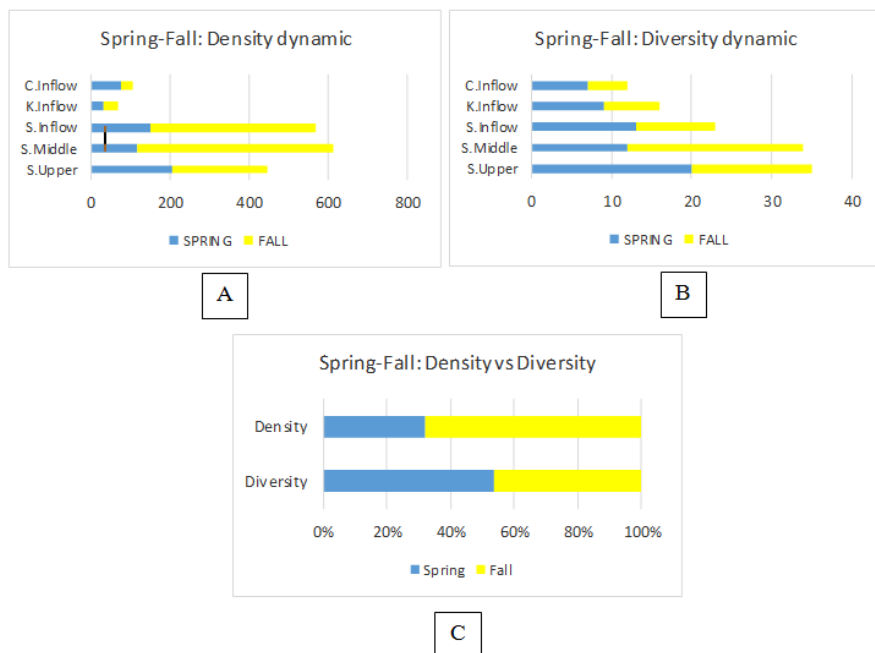 Spring-Fall: Density dynamic
C.Inflow
K.Inflow
S.Inflow
S.Middle
S.Upper
0 200 400 600 800
SPRING FALL
A
Spring-Fall: Diversity dynamic
C.Inflow
K.Inflow
S.Inflow
S.Middle
S.Upper
0 10 20 30 40
SPRING FALL
B
Spring-Fall: Density vs Diversity
Density
Diversity
0% 20% 40% 60% 80% 100%
Spring Fall
C